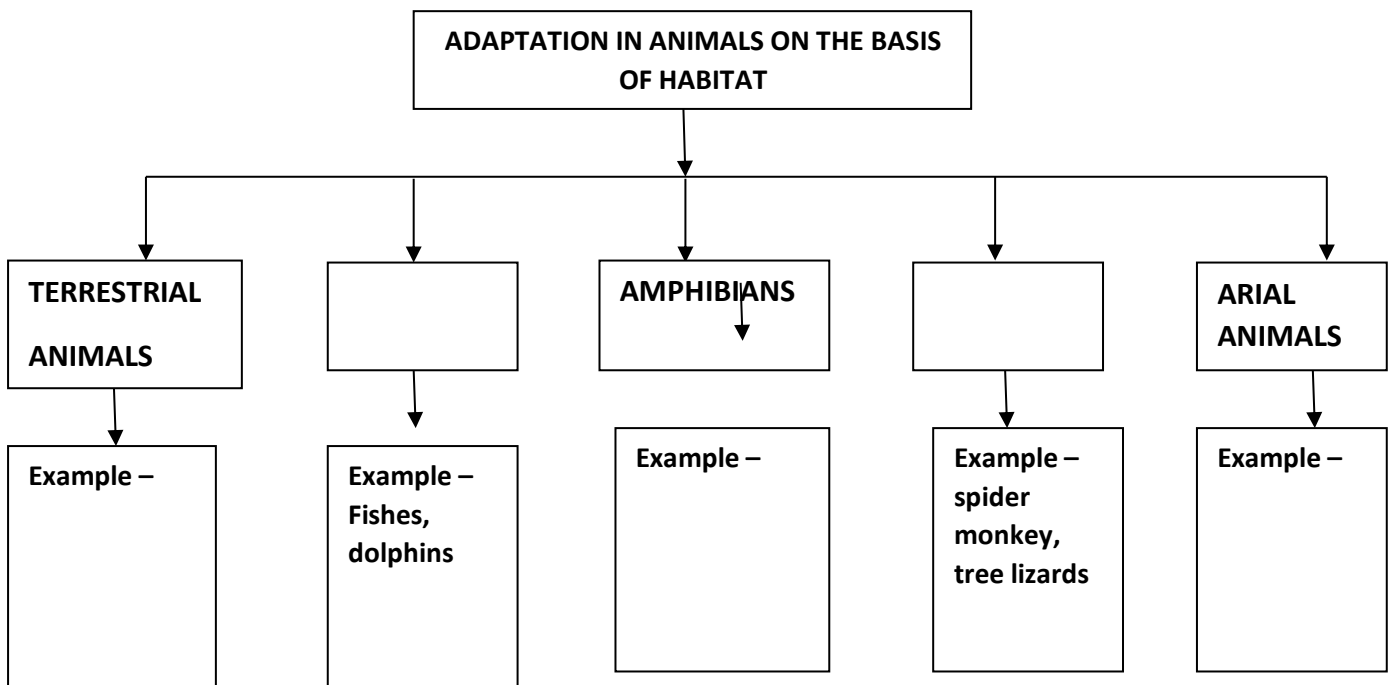 ADAPTATION IN ANIMALS ON THE BASIS
OF HABITAT
TERRESTRIAL
ANIMALS
AMPHIBIANS
ARIAL
ANIMALS
Example –
Example –
Fishes,
dolphins
Example –
Example –
spider
monkey,
tree lizards
Example –